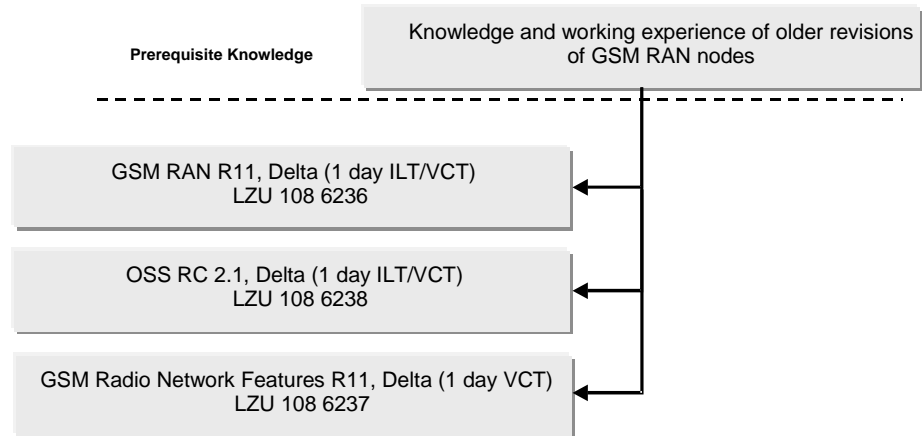 Prerequisite Knowledge
Knowledge and working experience of older revisions
of GSM RAN nodes
GSM RAN R11, Delta (1 day ILT/VCT)
LZU 108 6236
OSS RC 2.1, Delta (1 day ILT/VCT)
LZU 108 6238
GSM Radio Network Features R11, Delta (1 day VCT)
LZU 108 6237